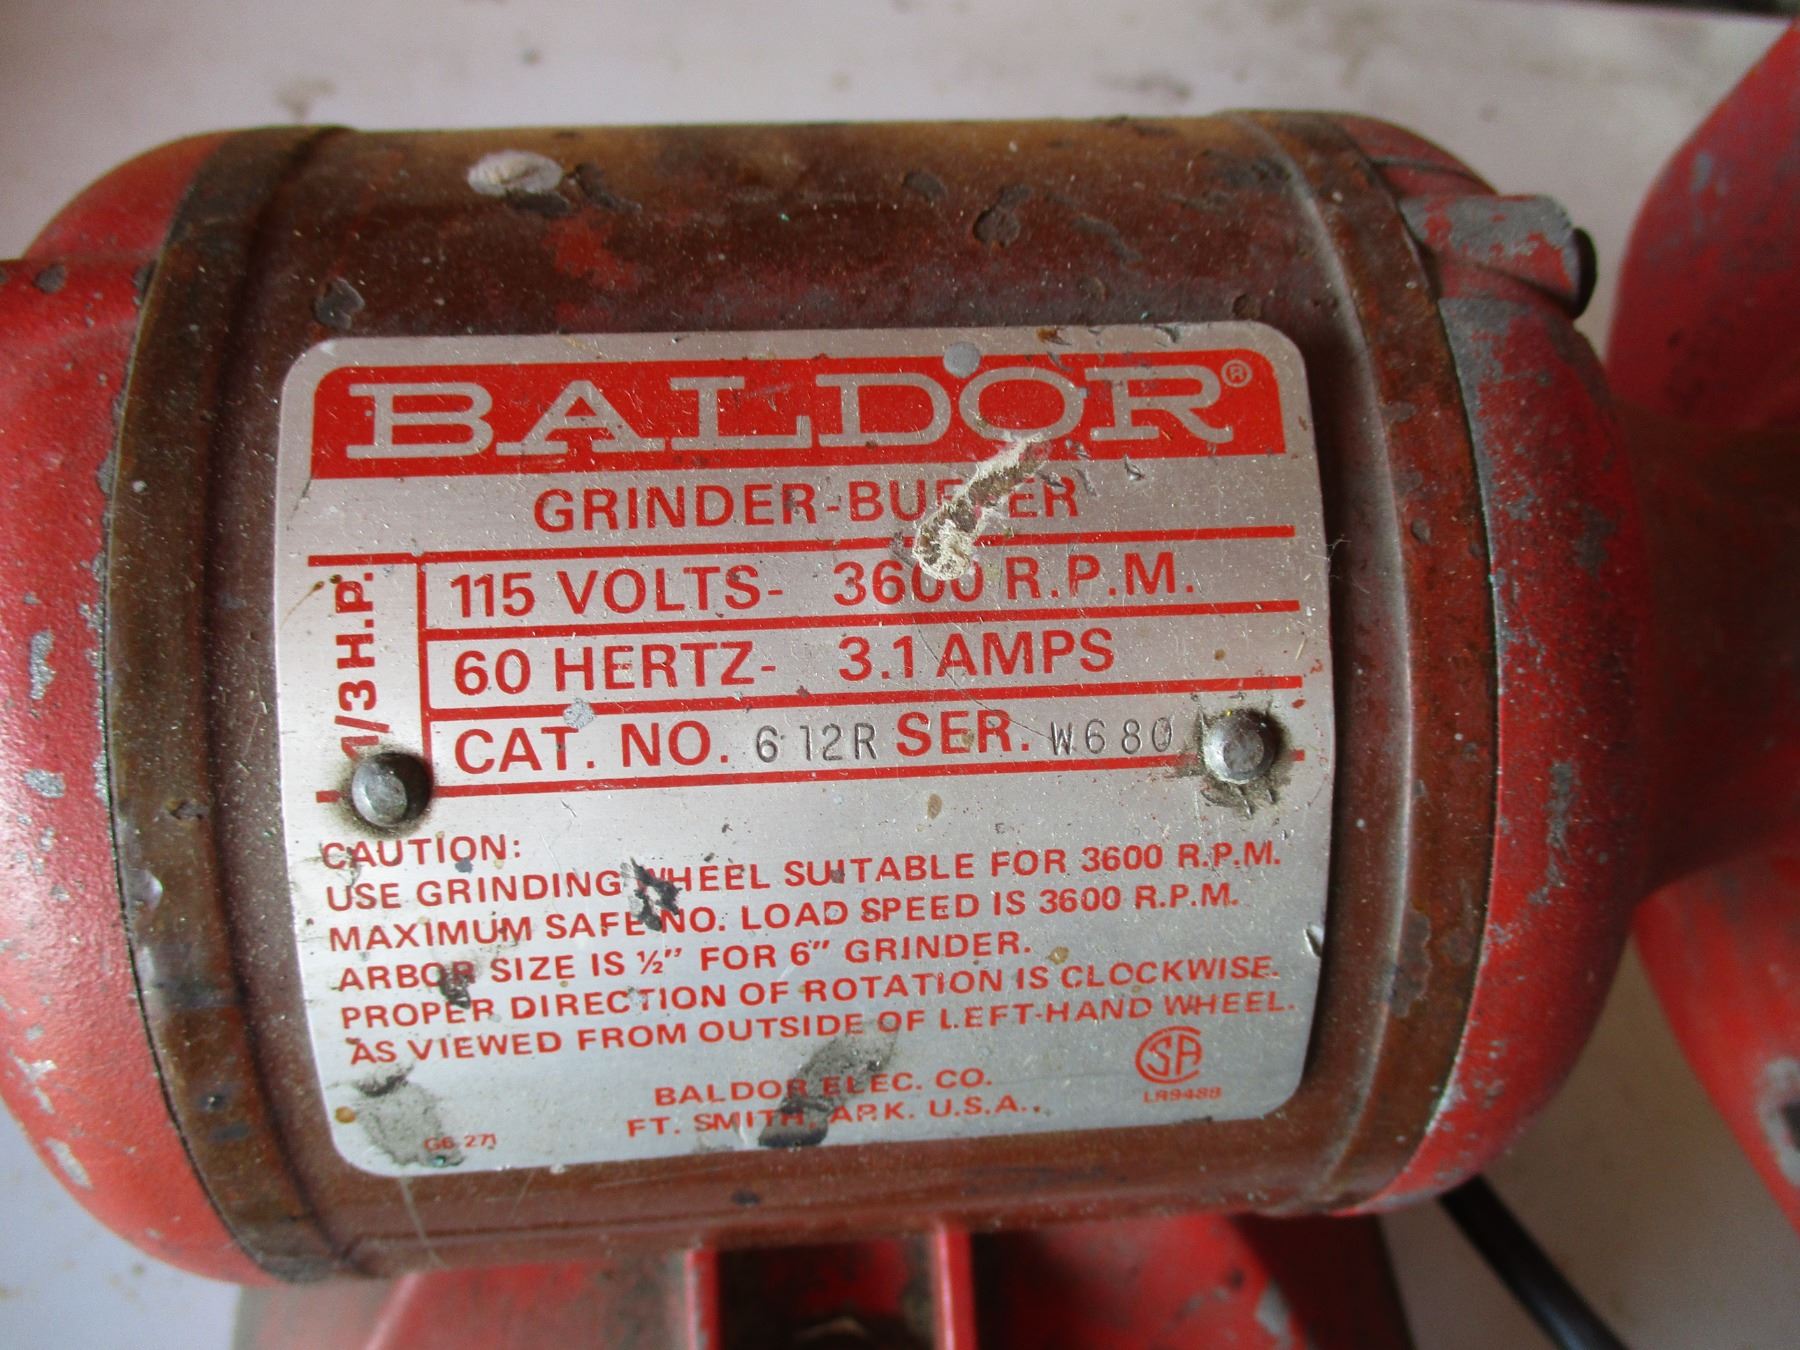 BALDOR®
GRINDER-BUFFER
1/3 H.P.
115 VOLTS- 3600 R.P.M.
60 HERTZ- 3.1 AMPS
CAT. NO. 612R SER. W680
CAUTION:
USE GRINDING WHEEL SUITABLE FOR 3600 R.P.M.
MAXIMUM SAFE NO. LOAD SPEED IS 3600 R.P.M.
ARBOR SIZE IS ½" FOR 6" GRINDER.
PROPER DIRECTION OF ROTATION IS CLOCKWISE.
AS VIEWED FROM OUTSIDE OF LEFT-HAND WHEEL.
BALDOR ELEC. CO.
FT. SMITH, ARK. U.S.A.
SA
LR9488
G6 271